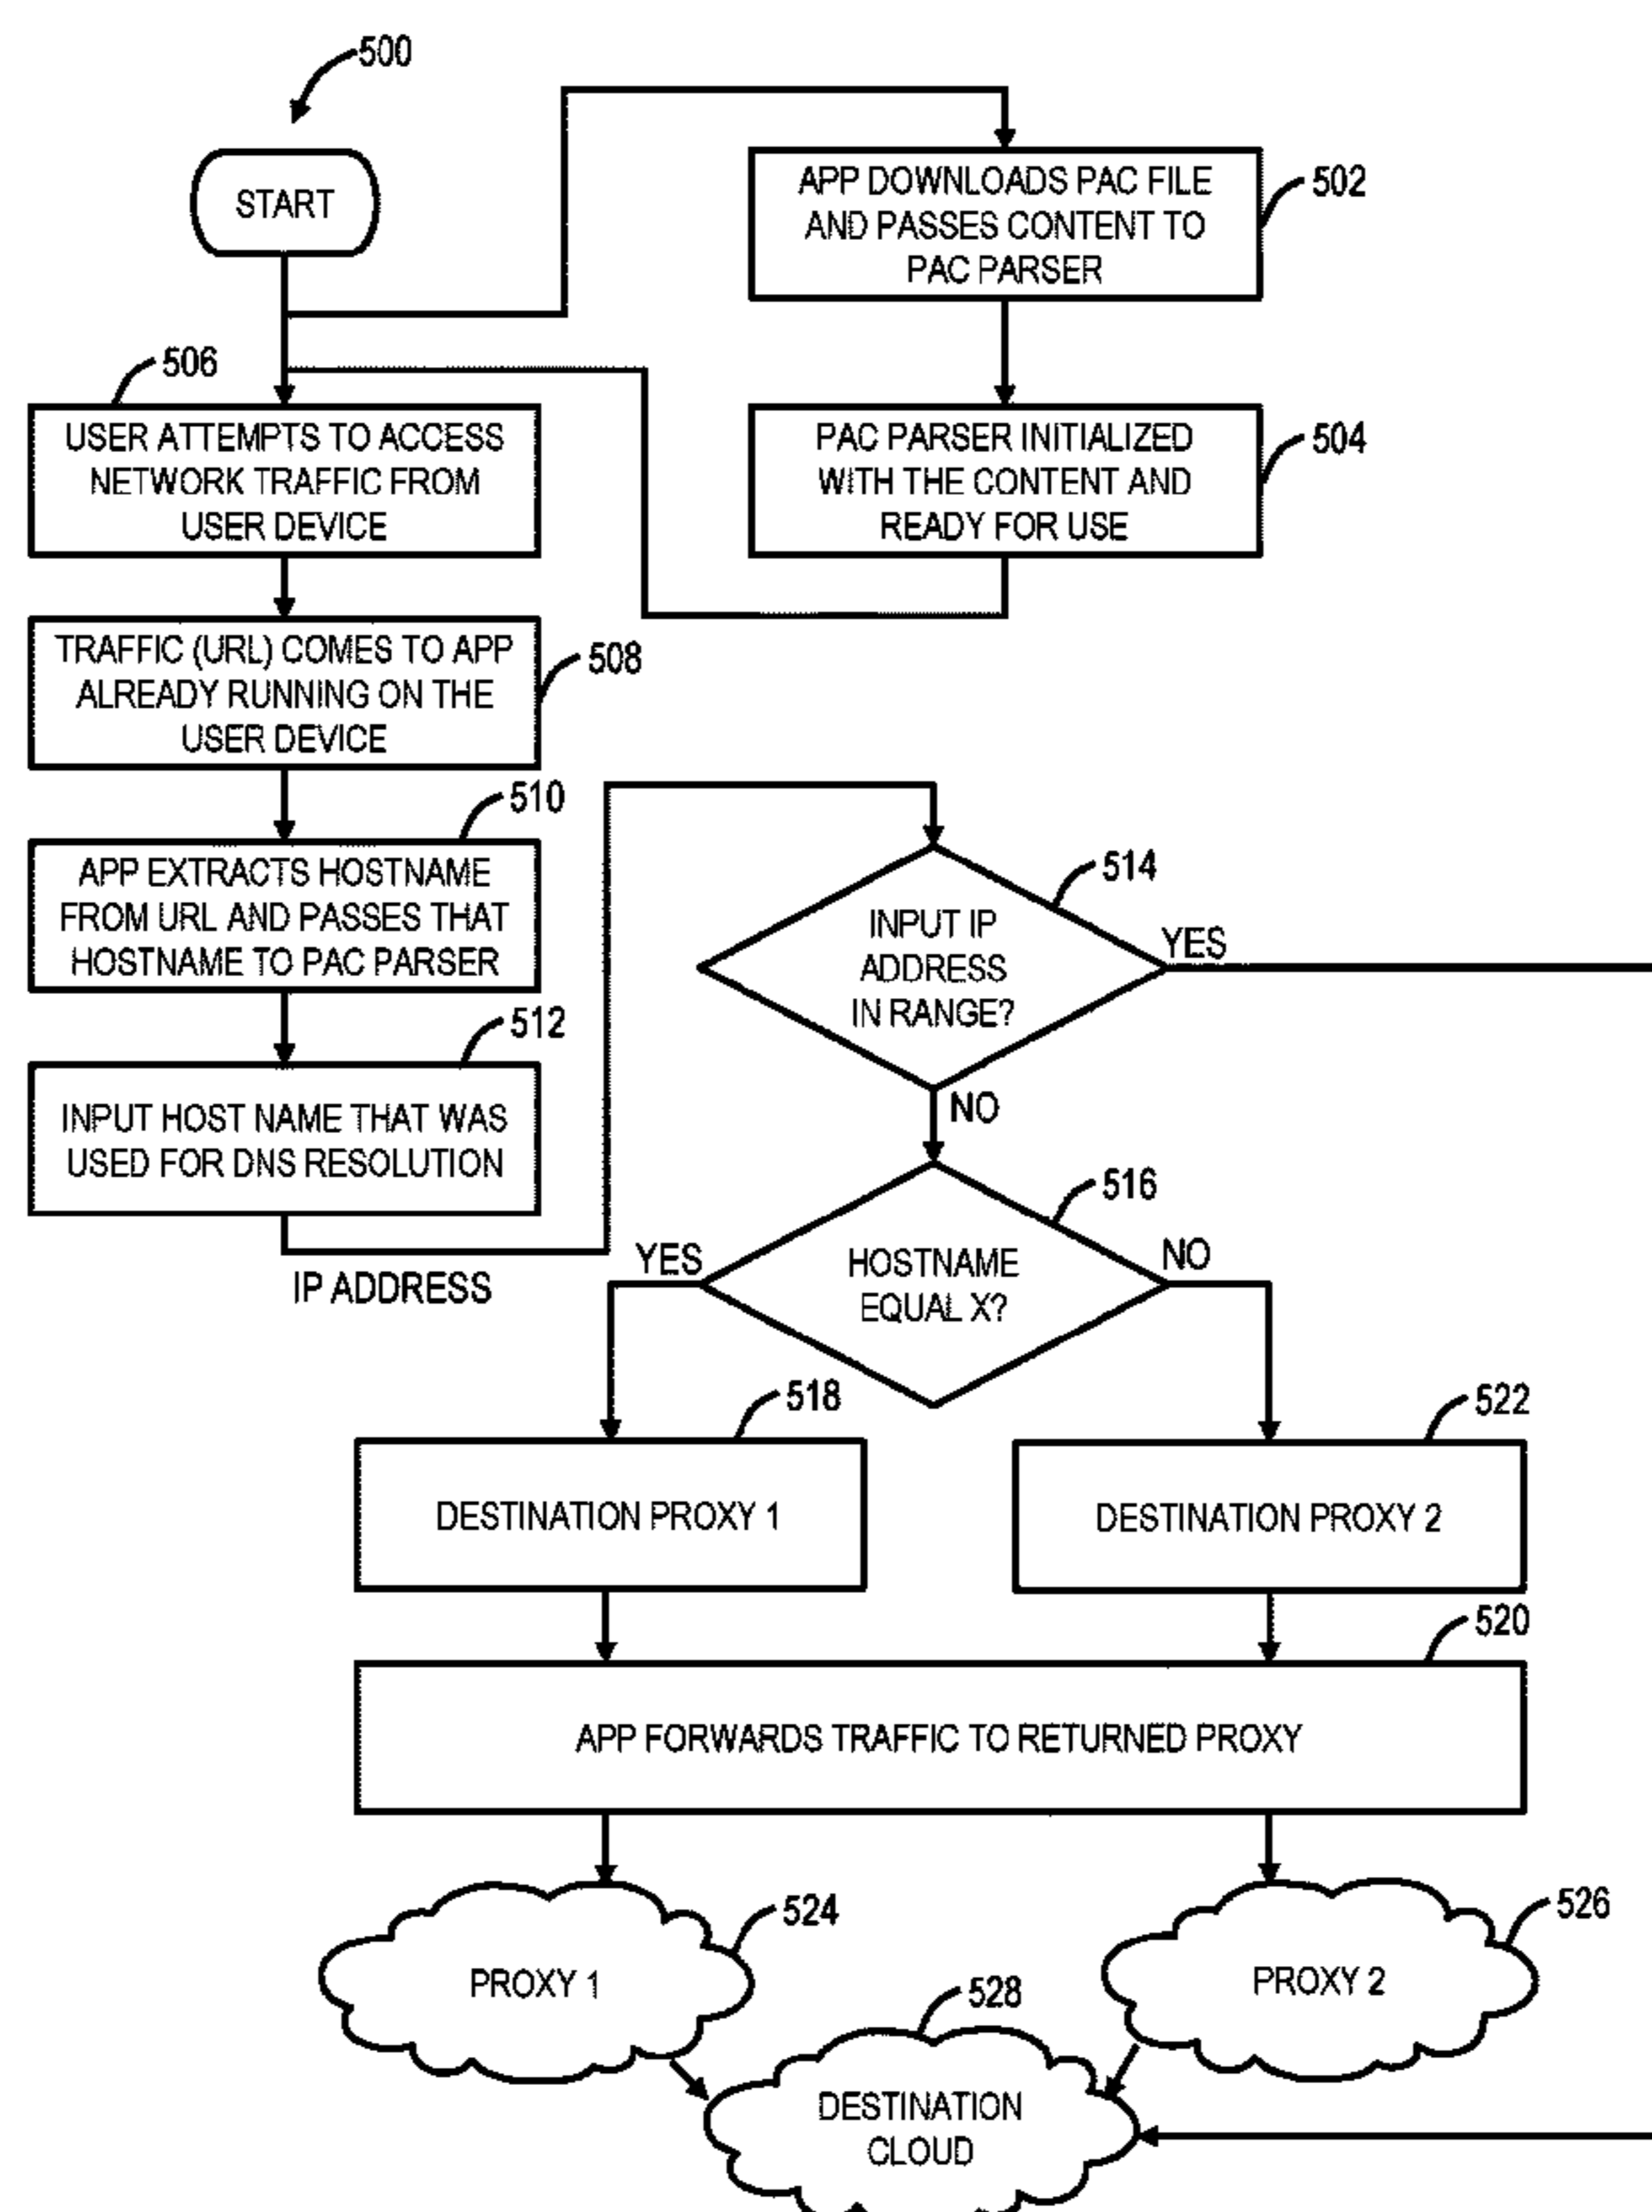 500
START
APP DOWNLOADS PAC FILE
AND PASSES CONTENT TO
PAC PARSER
502
506
USER ATTEMPTS TO ACCESS
NETWORK TRAFFIC FROM
USER DEVICE
PAC PARSER INITIALIZED
WITH THE CONTENT AND
READY FOR USE
504
TRAFFIC (URL) COMES TO APP
ALREADY RUNNING ON THE
USER DEVICE
508
510
APP EXTRACTS HOSTNAME
FROM URL AND PASSES THAT
HOSTNAME TO PAC PARSER
512
INPUT HOST NAME THAT WAS
USED FOR DNS RESOLUTION
IP ADDRESS
514
INPUT IP
ADDRESS
IN RANGE?
YES
NO
516
HOSTNAME
EQUAL X?
YES
NO
518
DESTINATION PROXY 1
522
DESTINATION PROXY 2
520
APP FORWARDS TRAFFIC TO RETURNED PROXY
524
PROXY 1
526
PROXY 2
528
DESTINATION
CLOUD